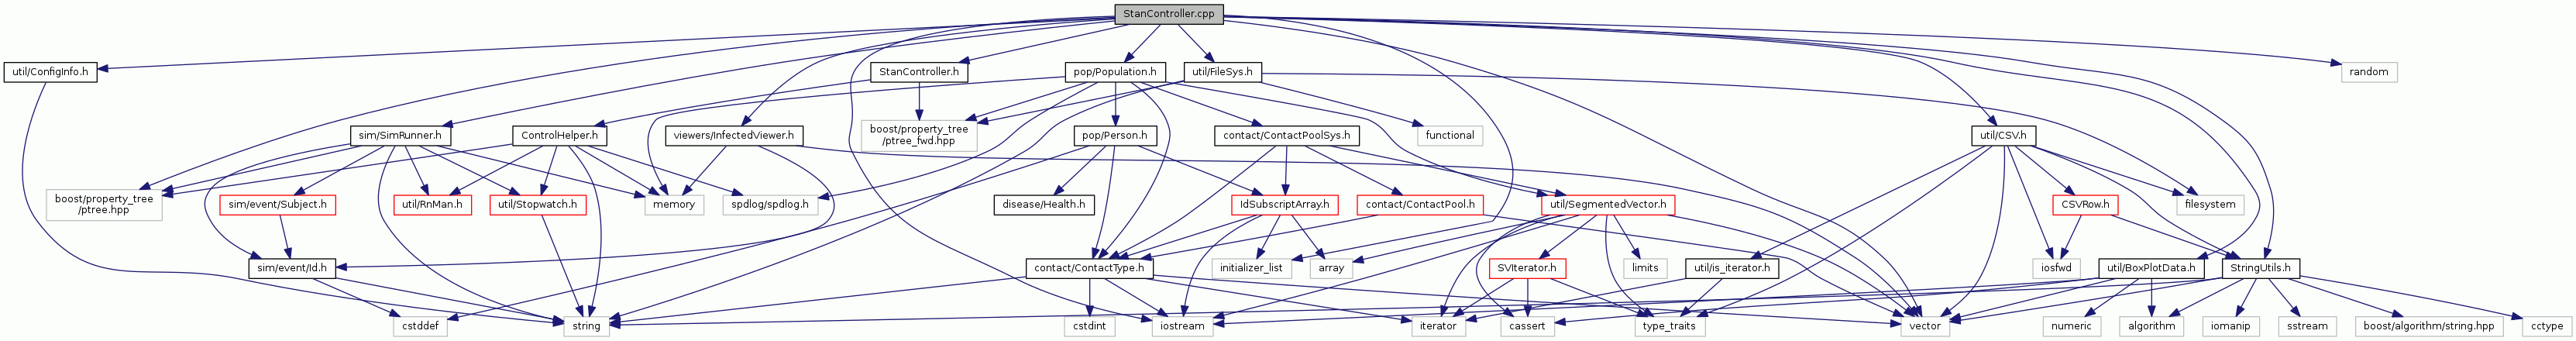 StanController.cpp
util/ConfigInfo.h
StanController.h
pop/Population.h
util/FileSys.h
random
sim/SimRunner.h
ControlHelper.h
viewers/InfectedViewer.h
boost/property_tree
/ptree_fwd.hpp
pop/Person.h
contact/ContactPoolSys.h
functional
util/CSV.h
boost/property_tree
/ptree.hpp
sim/event/Subject.h
util/RnMan.h
util/Stopwatch.h
memory
spdlog/spdlog.h
disease/Health.h
IdSubscriptArray.h
contact/ContactPool.h
util/SegmentedVector.h
CSVRow.h
filesystem
sim/event/Id.h
contact/ContactType.h
initializer_list
array
SVIterator.h
limits
util/is_iterator.h
iosfwd
util/BoxPlotData.h
StringUtils.h
cstddef
string
cstdint
iostream
iterator
cassert
type_traits
vector
numeric
algorithm
iomanip
sstream
boost/algorithm/string.hpp
cctype